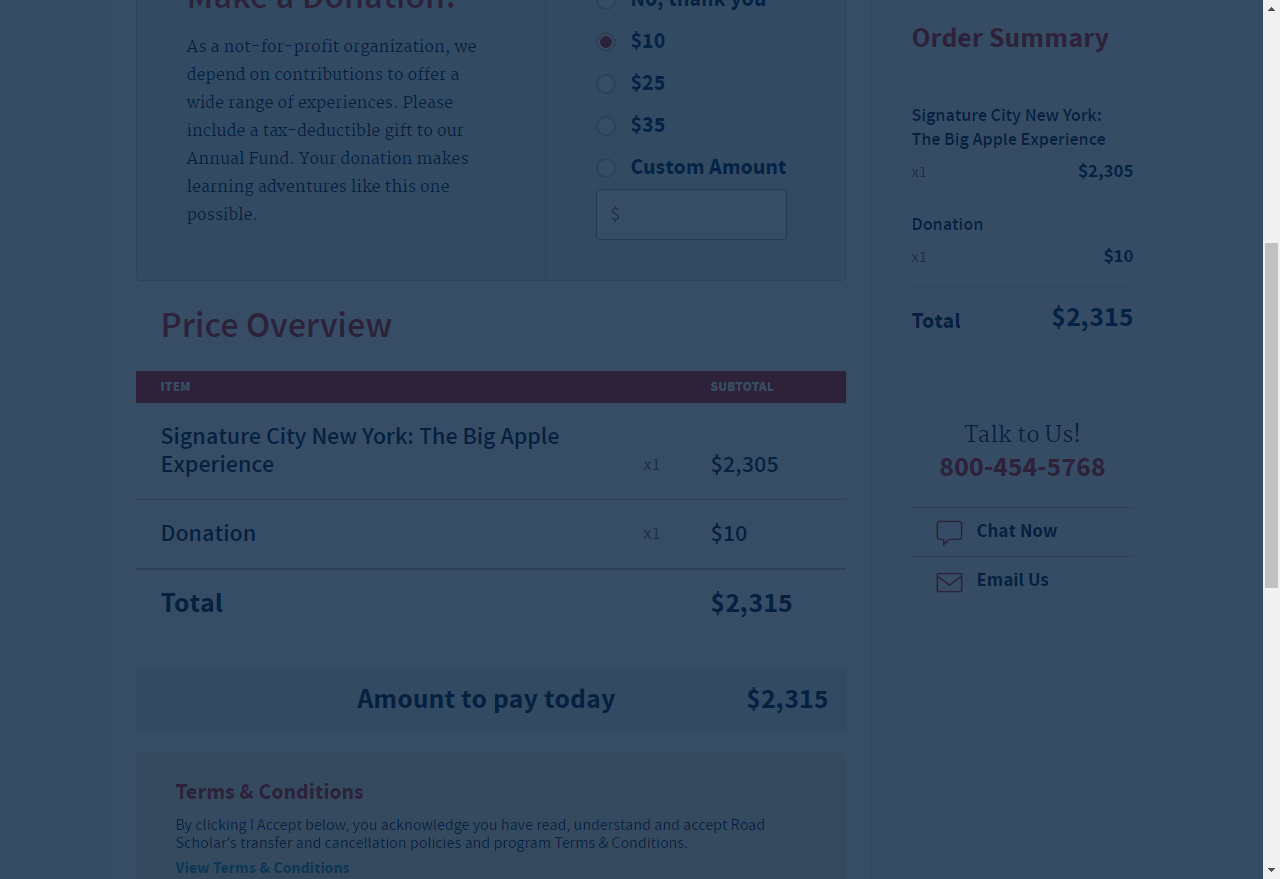 Make a Donation!
As a not-for-profit organization, we
depend on contributions to offer a
wide range of experiences. Please
include a tax-deductible gift to our
Annual Fund. Your donation makes
learning adventures like this one
possible.
No, thank you
$10
$25
$35
Custom Amount
$
Price Overview
ITEM SUBTOTAL
Signature City New York: The Big Apple
Experience x1 $2,305
Donation x1 $10
Total $2,315
Amount to pay today $2,315
Terms & Conditions
By clicking I Accept below, you acknowledge you have read, understand and accept Road
Scholar's transfer and cancellation policies and program Terms & Conditions.
View Terms & Conditions
Order Summary
Signature City New York:
The Big Apple Experience
x1 $2,305
Donation
x1 $10
Total $2,315
Talk to Us!
800-454-5768
Chat Now
Email Us